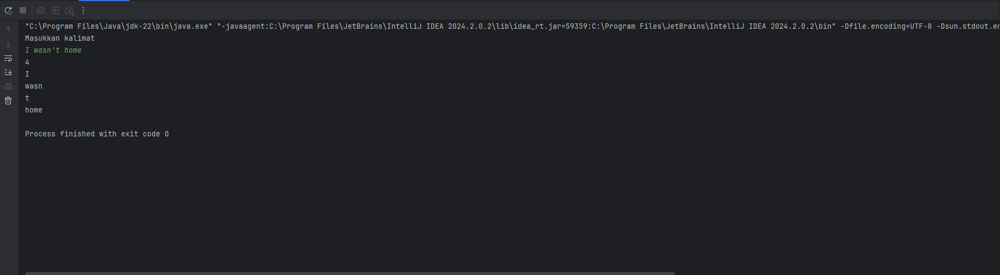 "C:\Program Files\Java\jdk-22\bin\java.exe" "-javaagent:C:\Program Files\JetBrains\IntelliJ IDEA 2024.2.0.2\lib\idea_rt.jar=59359:C:\Program Files\JetBrains\IntelliJ IDEA 2024.2.0.2\bin" -Dfile.encoding=UTF-8 -Dsun.stdout.en
Masukkan kalimat
I wasn't home
4
I
wasn
t
home
Process finished with exit code 0